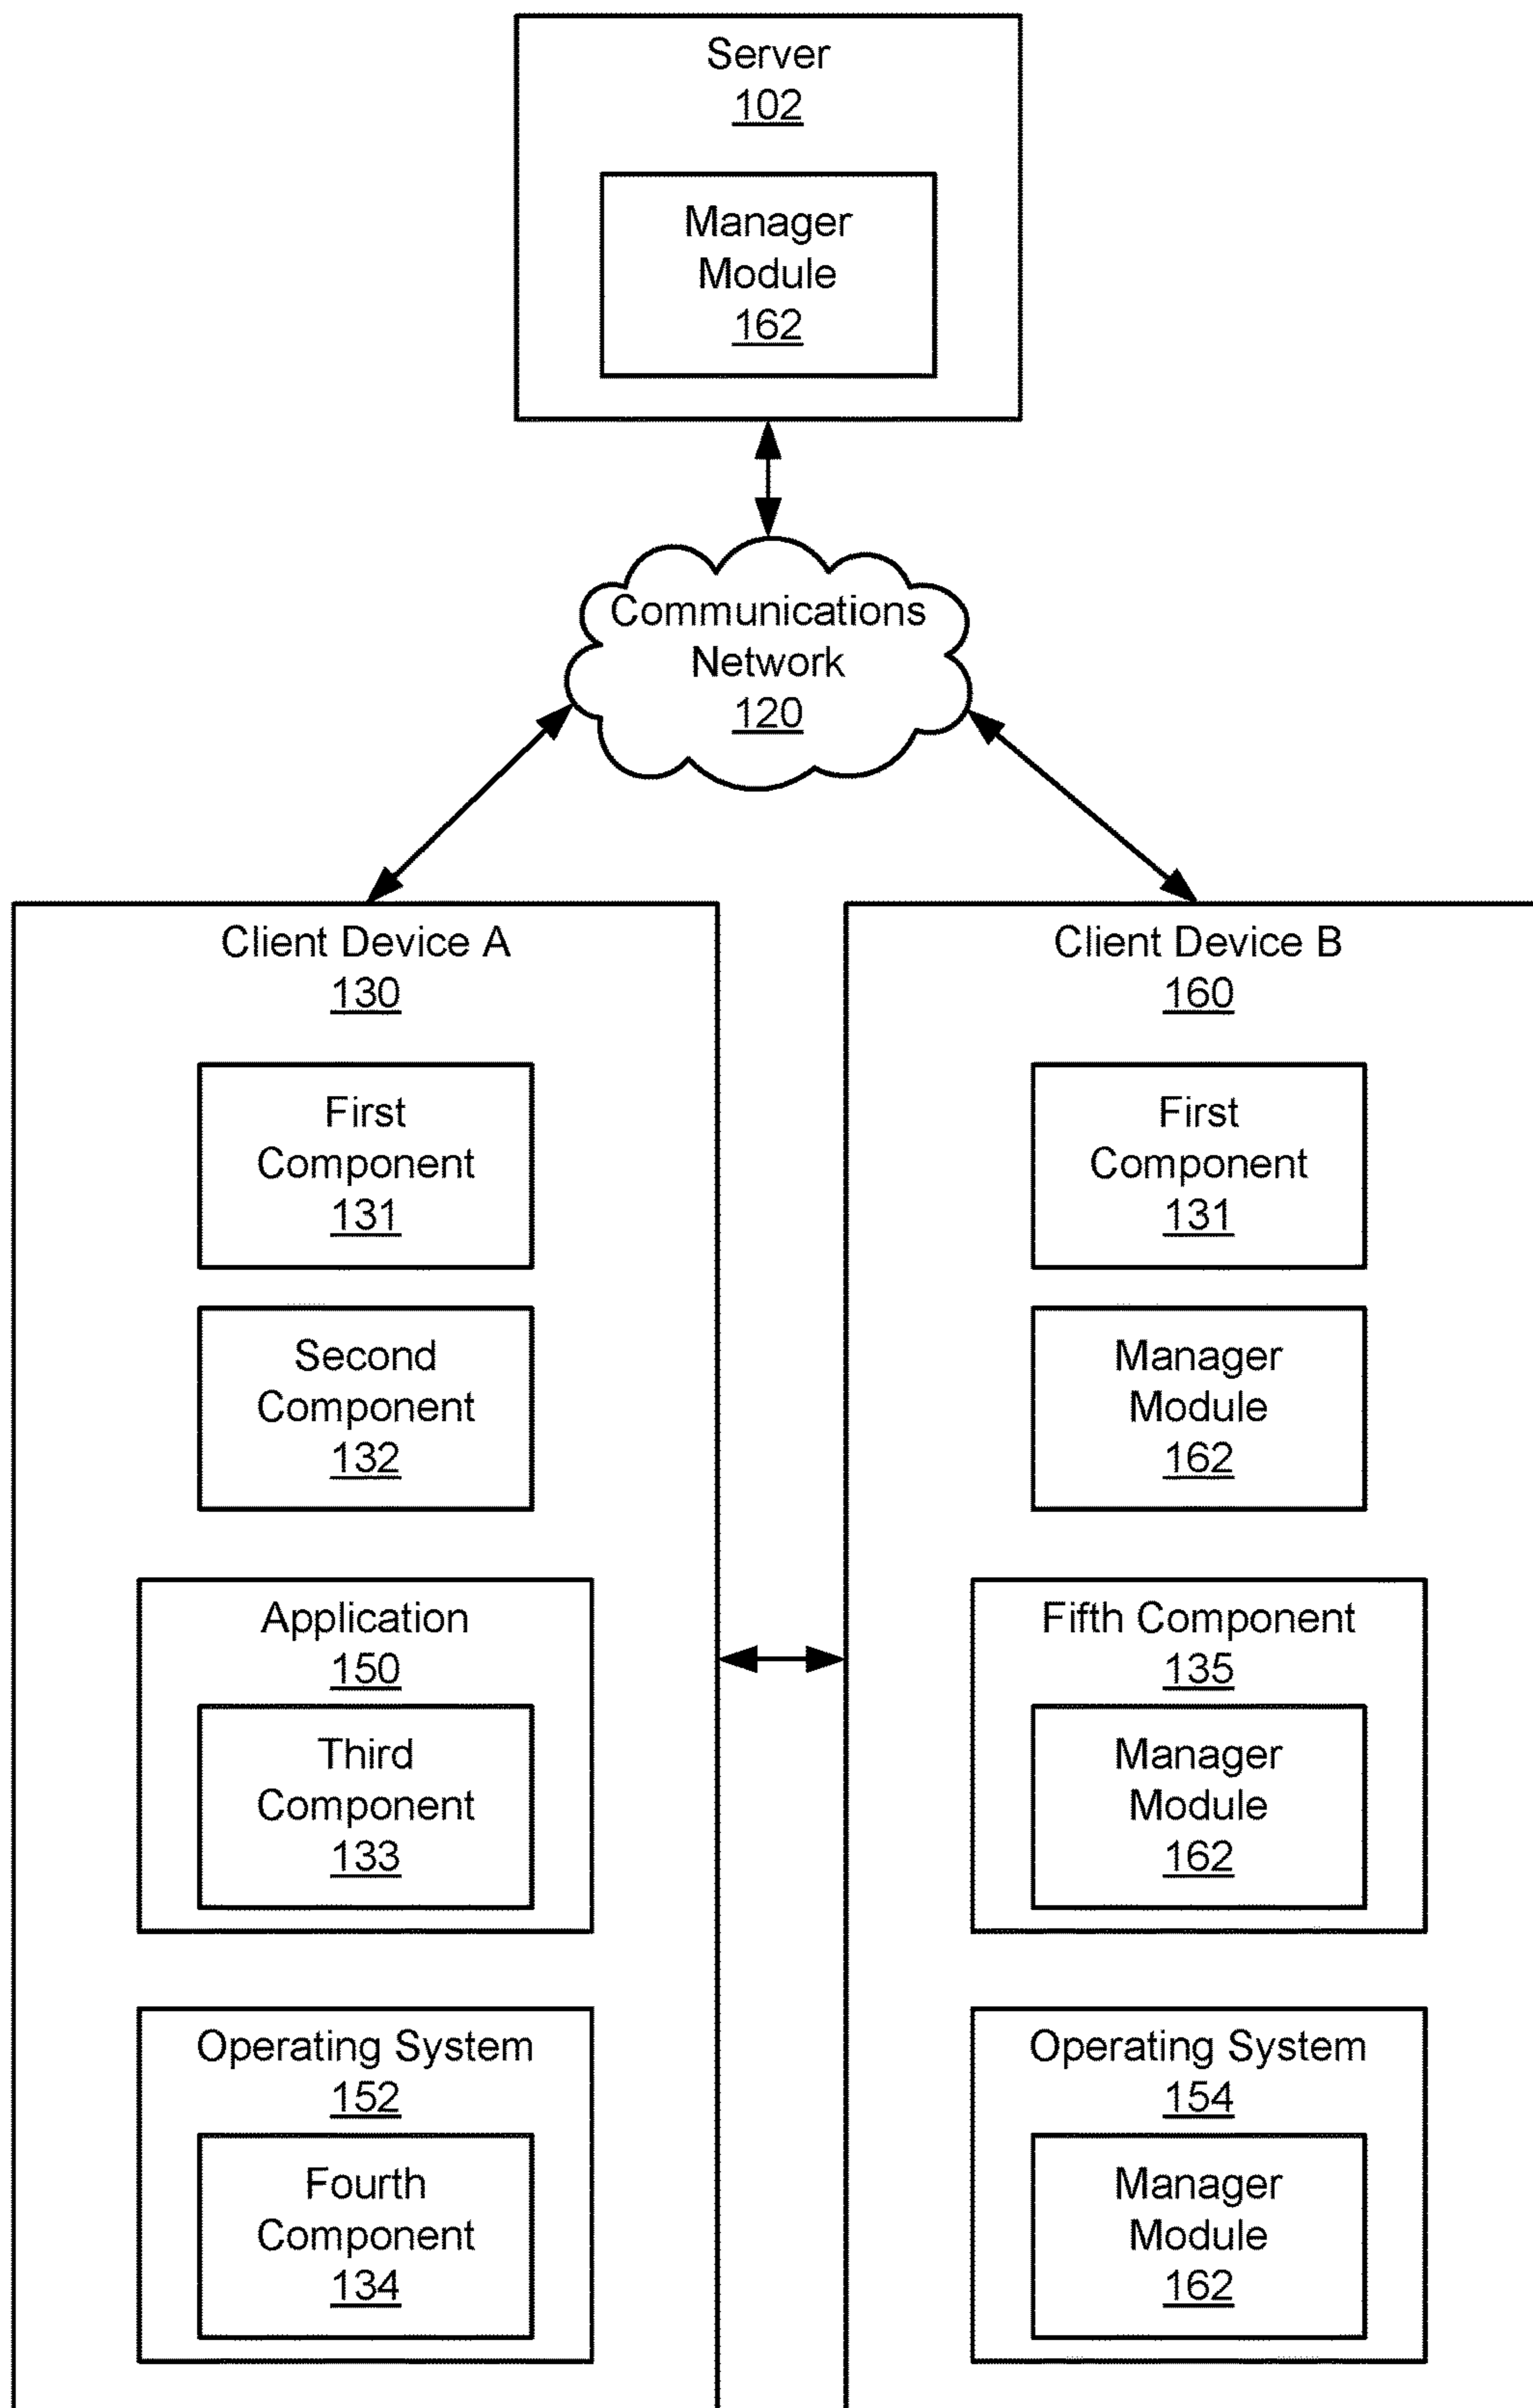 Server
102
Manager
Module
162
Communications
Network
120
Client Device A
130
First
Component
131
Second
Component
132
Application
150
Third
Component
133
Operating System
152
Fourth
Component
134
Client Device B
160
First
Component
131
Manager
Module
162
Fifth Component
135
Manager
Module
162
Operating System
154
Manager
Module
162